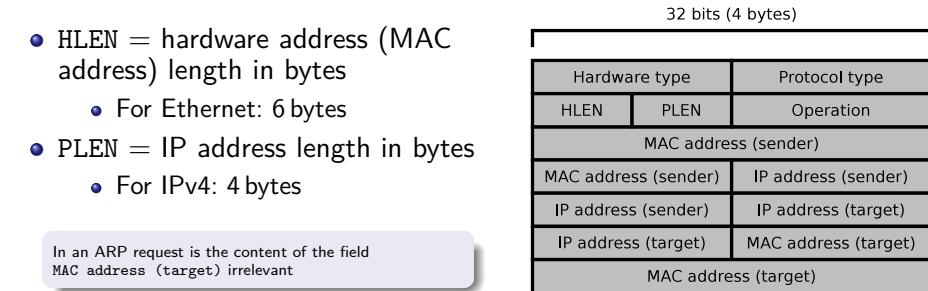 HLEN = hardware address (MAC
address) length in bytes
For Ethernet: 6 bytes
PLEN = IP address length in bytes
For IPv4: 4 bytes
In an ARP request is the content of the field
MAC address (target) irrelevant
32 bits (4 bytes)
Hardware type Protocol type
HLEN PLEN Operation
MAC address (sender)
MAC address (sender) IP address (sender)
IP address (sender) IP address (target)
IP address (target) MAC address (target)
MAC address (target)